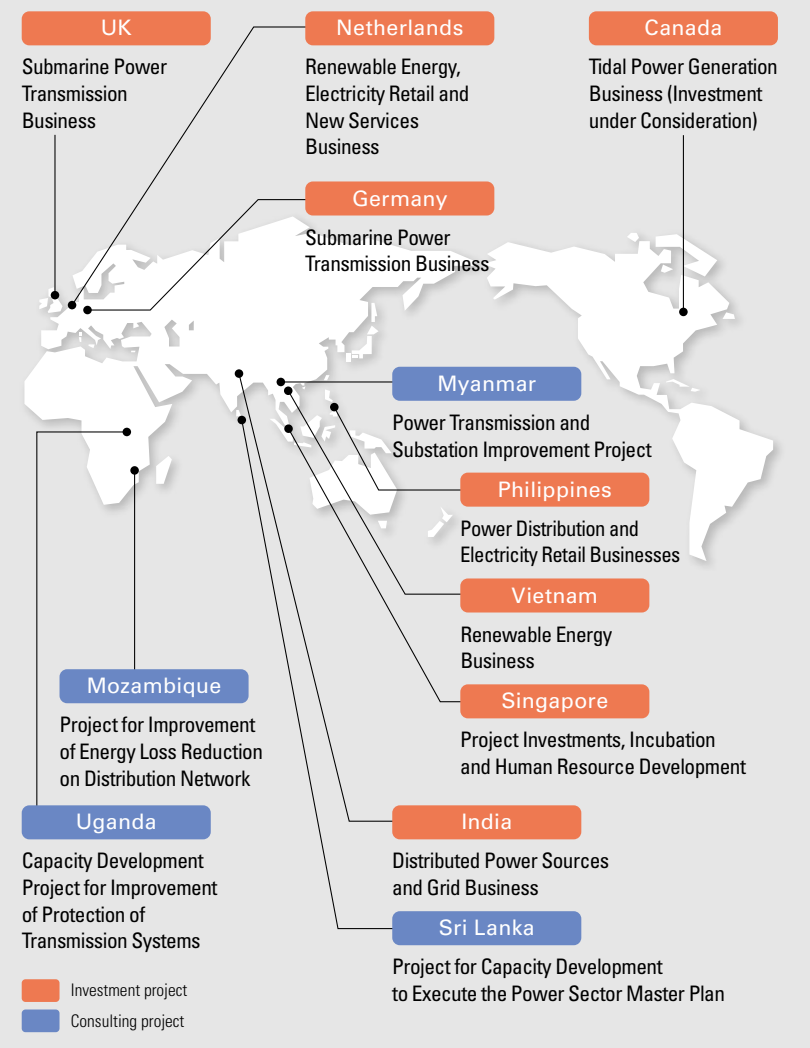 UK
Submarine Power
Transmission
Business
Netherlands
Renewable Energy,
Electricity Retail and
New Services
Business
Canada
Tidal Power Generation
Business (Investment
under Consideration)
Germany
Submarine Power
Transmission Business
Myanmar
Power Transmission and
Substation Improvement Project
Philippines
Power Distribution and
Electricity Retail Businesses
Vietnam
Renewable Energy
Business
Singapore
Project Investments, Incubation
and Human Resource Development
Mozambique
Project for Improvement
of Energy Loss Reduction
on Distribution Network
Uganda
Capacity Development
Project for Improvement
of Protection of
Transmission Systems
India
Distributed Power Sources
and Grid Business
Sri Lanka
Project for Capacity Development
to Execute the Power Sector Master Plan
Investment project
Consulting project